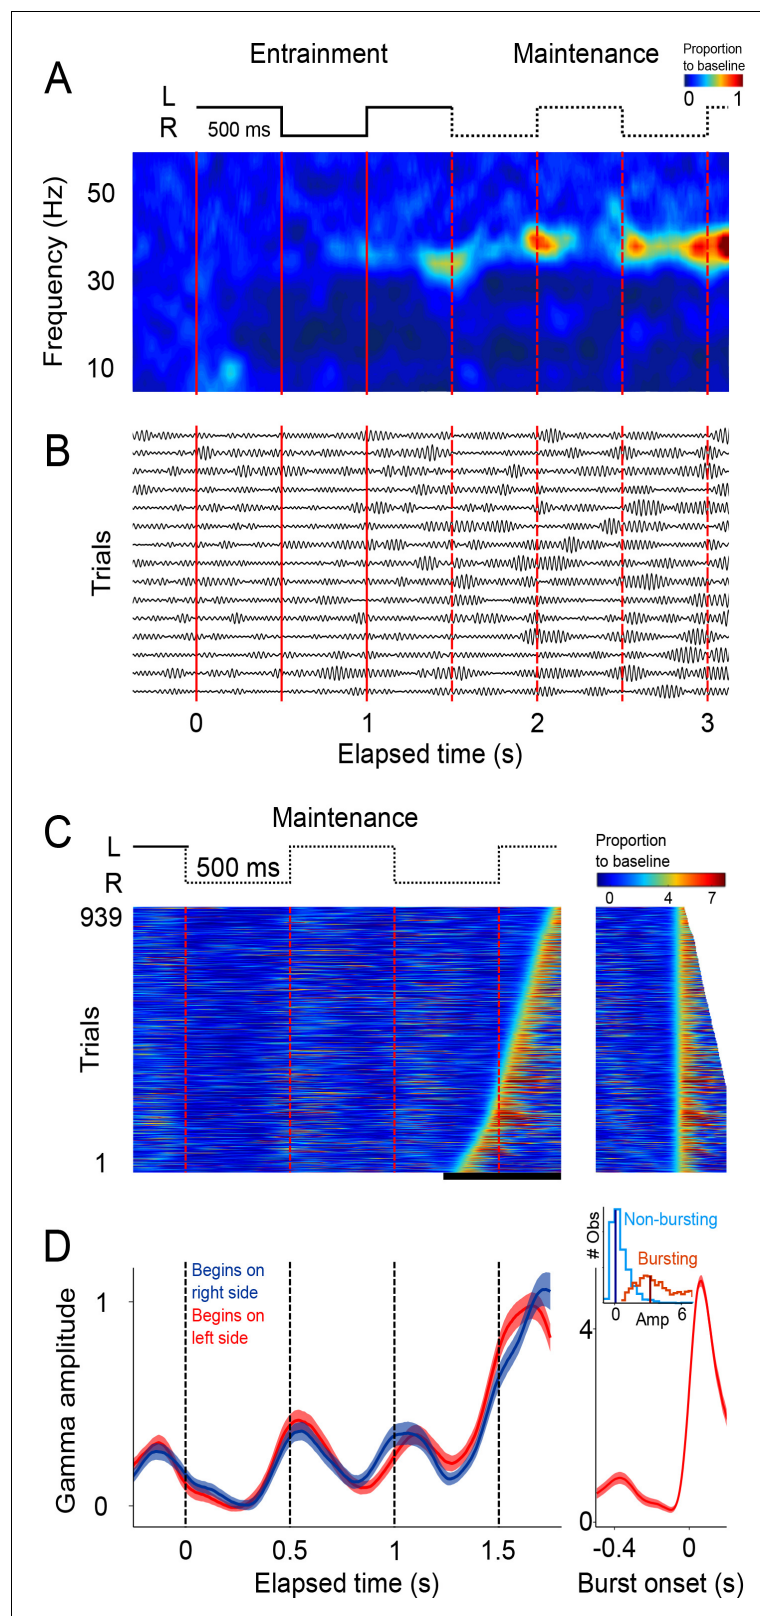 A
Entrainment
Maintenance
Proportion
to baseline
0 1
L
R
500 ms
Frequency (Hz)
50
30
10
B
Trials
0 1 2 3
Elapsed time (s)
C
Maintenance
L
R
500 ms
Proportion
to baseline
0 4 7
939
Trials
1
D
Begins on
right side
Begins on
left side
Gamma amplitude
1
0
0 0.5 1 1.5
Elapsed time (s)
# Obs
Non-bursting
Bursting
0 6
Amp
4
0
-0.4 0
Burst onset (s)